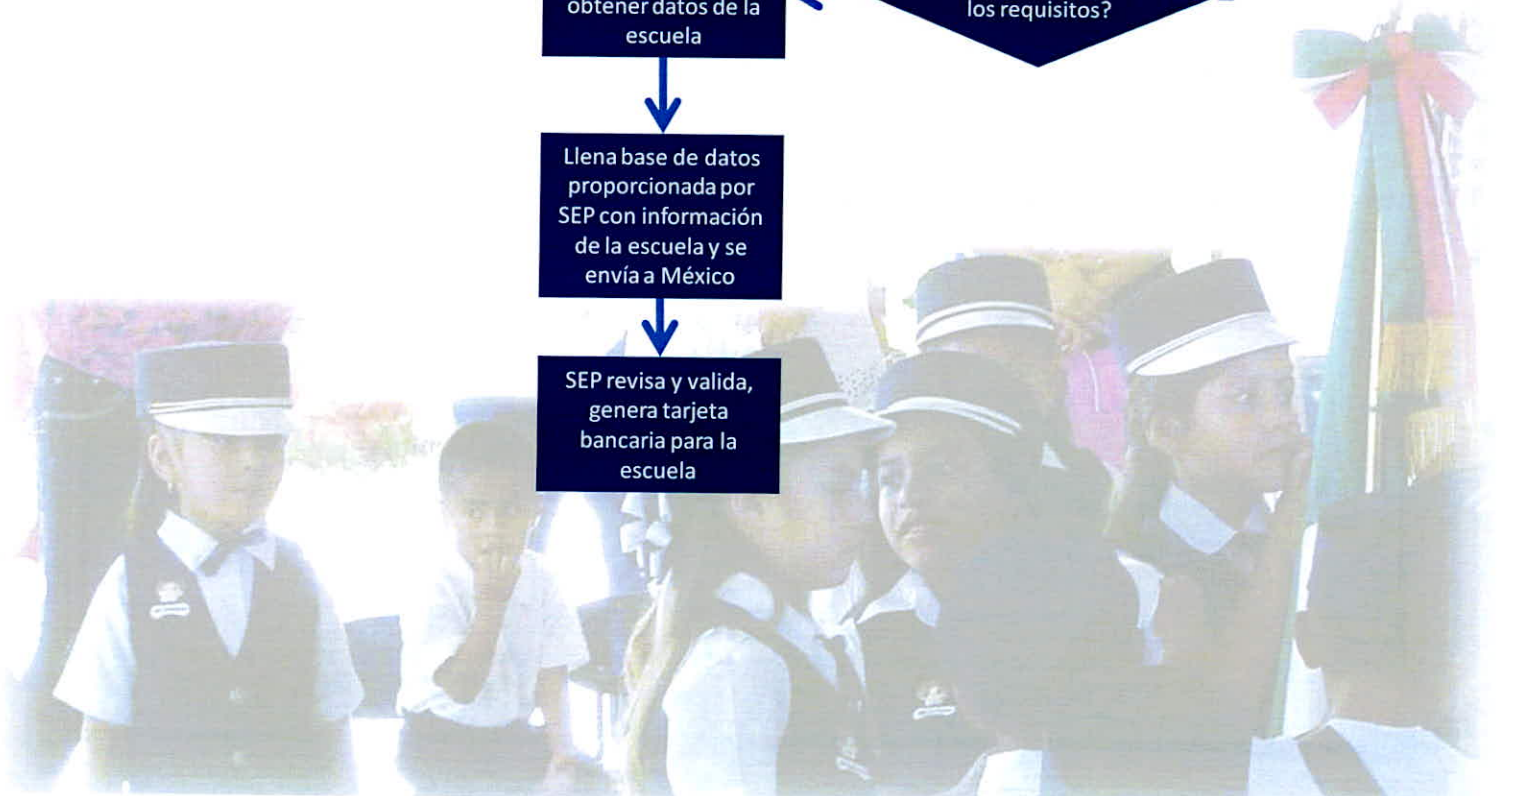 obtener datos de la
escuela
los requisitos?
Llena base de datos
proporcionada por
SEP con información
de la escuela y se
envía a México
SEP revisa y valida,
genera tarjeta
bancaria para la
escuela